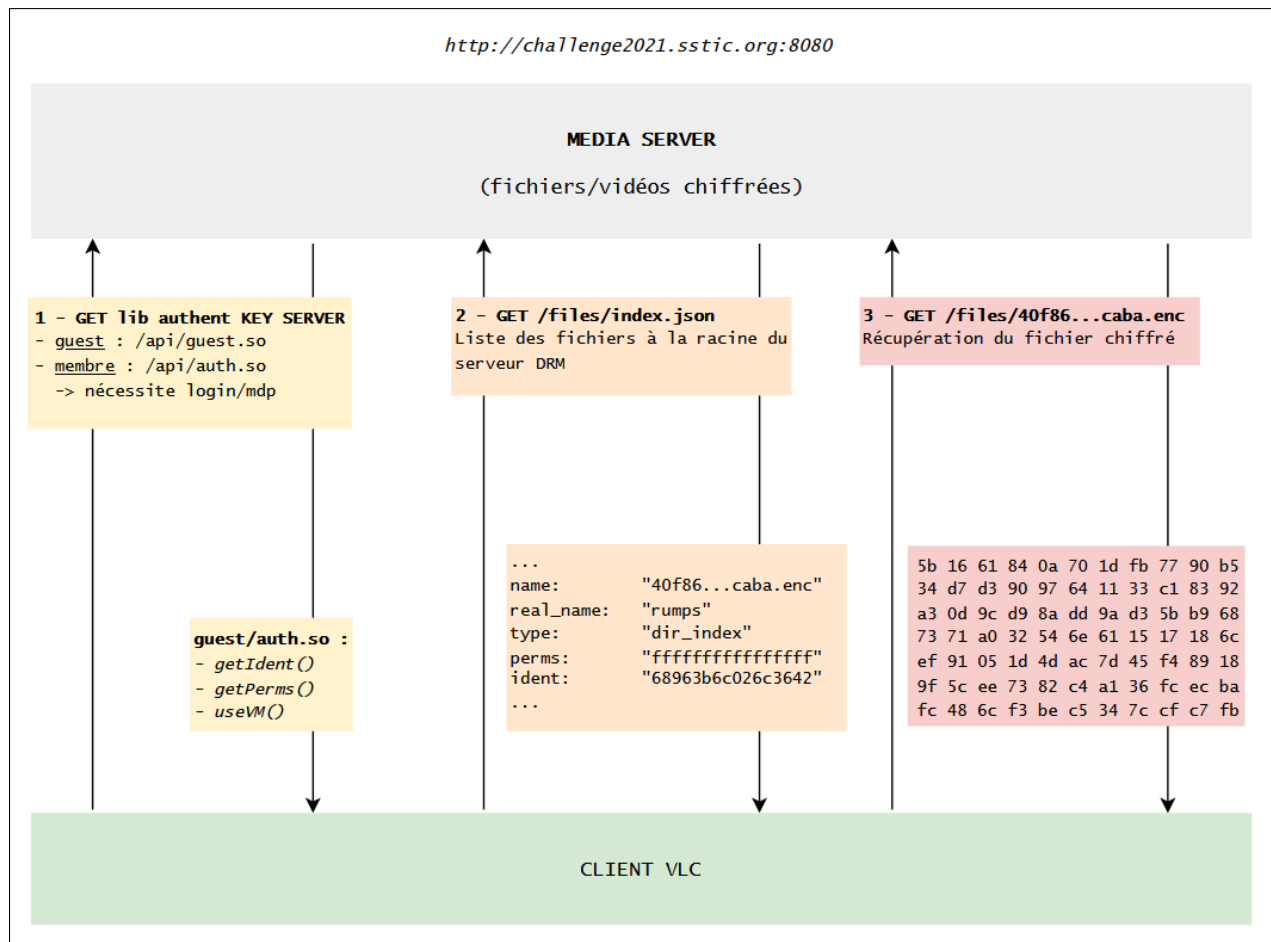 http://challenge2021.sstic.org:8080
MEDIA SERVER
(fichiers/vidéos chiffrées)
1 - GET lib authent KEY SERVER
- guest : /api/guest.so
- membre : /api/auth.so
-> nécessite login/mdp
2 - GET /files/index.json
Liste des fichiers à la racine du
serveur DRM
3 - GET /files/40f86...caba.enc
Récupération du fichier chiffré
guest/auth.so :
- getIdent()
- getPerms()
- useVM()
...
name: "40f86...caba.enc"
real_name: "rumps"
type: "dir_index"
perms: "ffffffffffffffff"
ident: "68963b6c026c3642"
...
5b 16 61 84 0a 70 1d fb 77 90 b5
34 d7 d3 90 97 64 11 33 c1 83 92
a3 0d 9c d9 8a dd 9a d3 5b b9 68
73 71 a0 32 54 6e 61 15 17 18 6c
ef 91 05 1d 4d ac 7d 45 f4 89 18
9f 5c ee 73 82 c4 a1 36 fc ec ba
fc 48 6c f3 be c5 34 7c cf c7 fb
CLIENT VLC